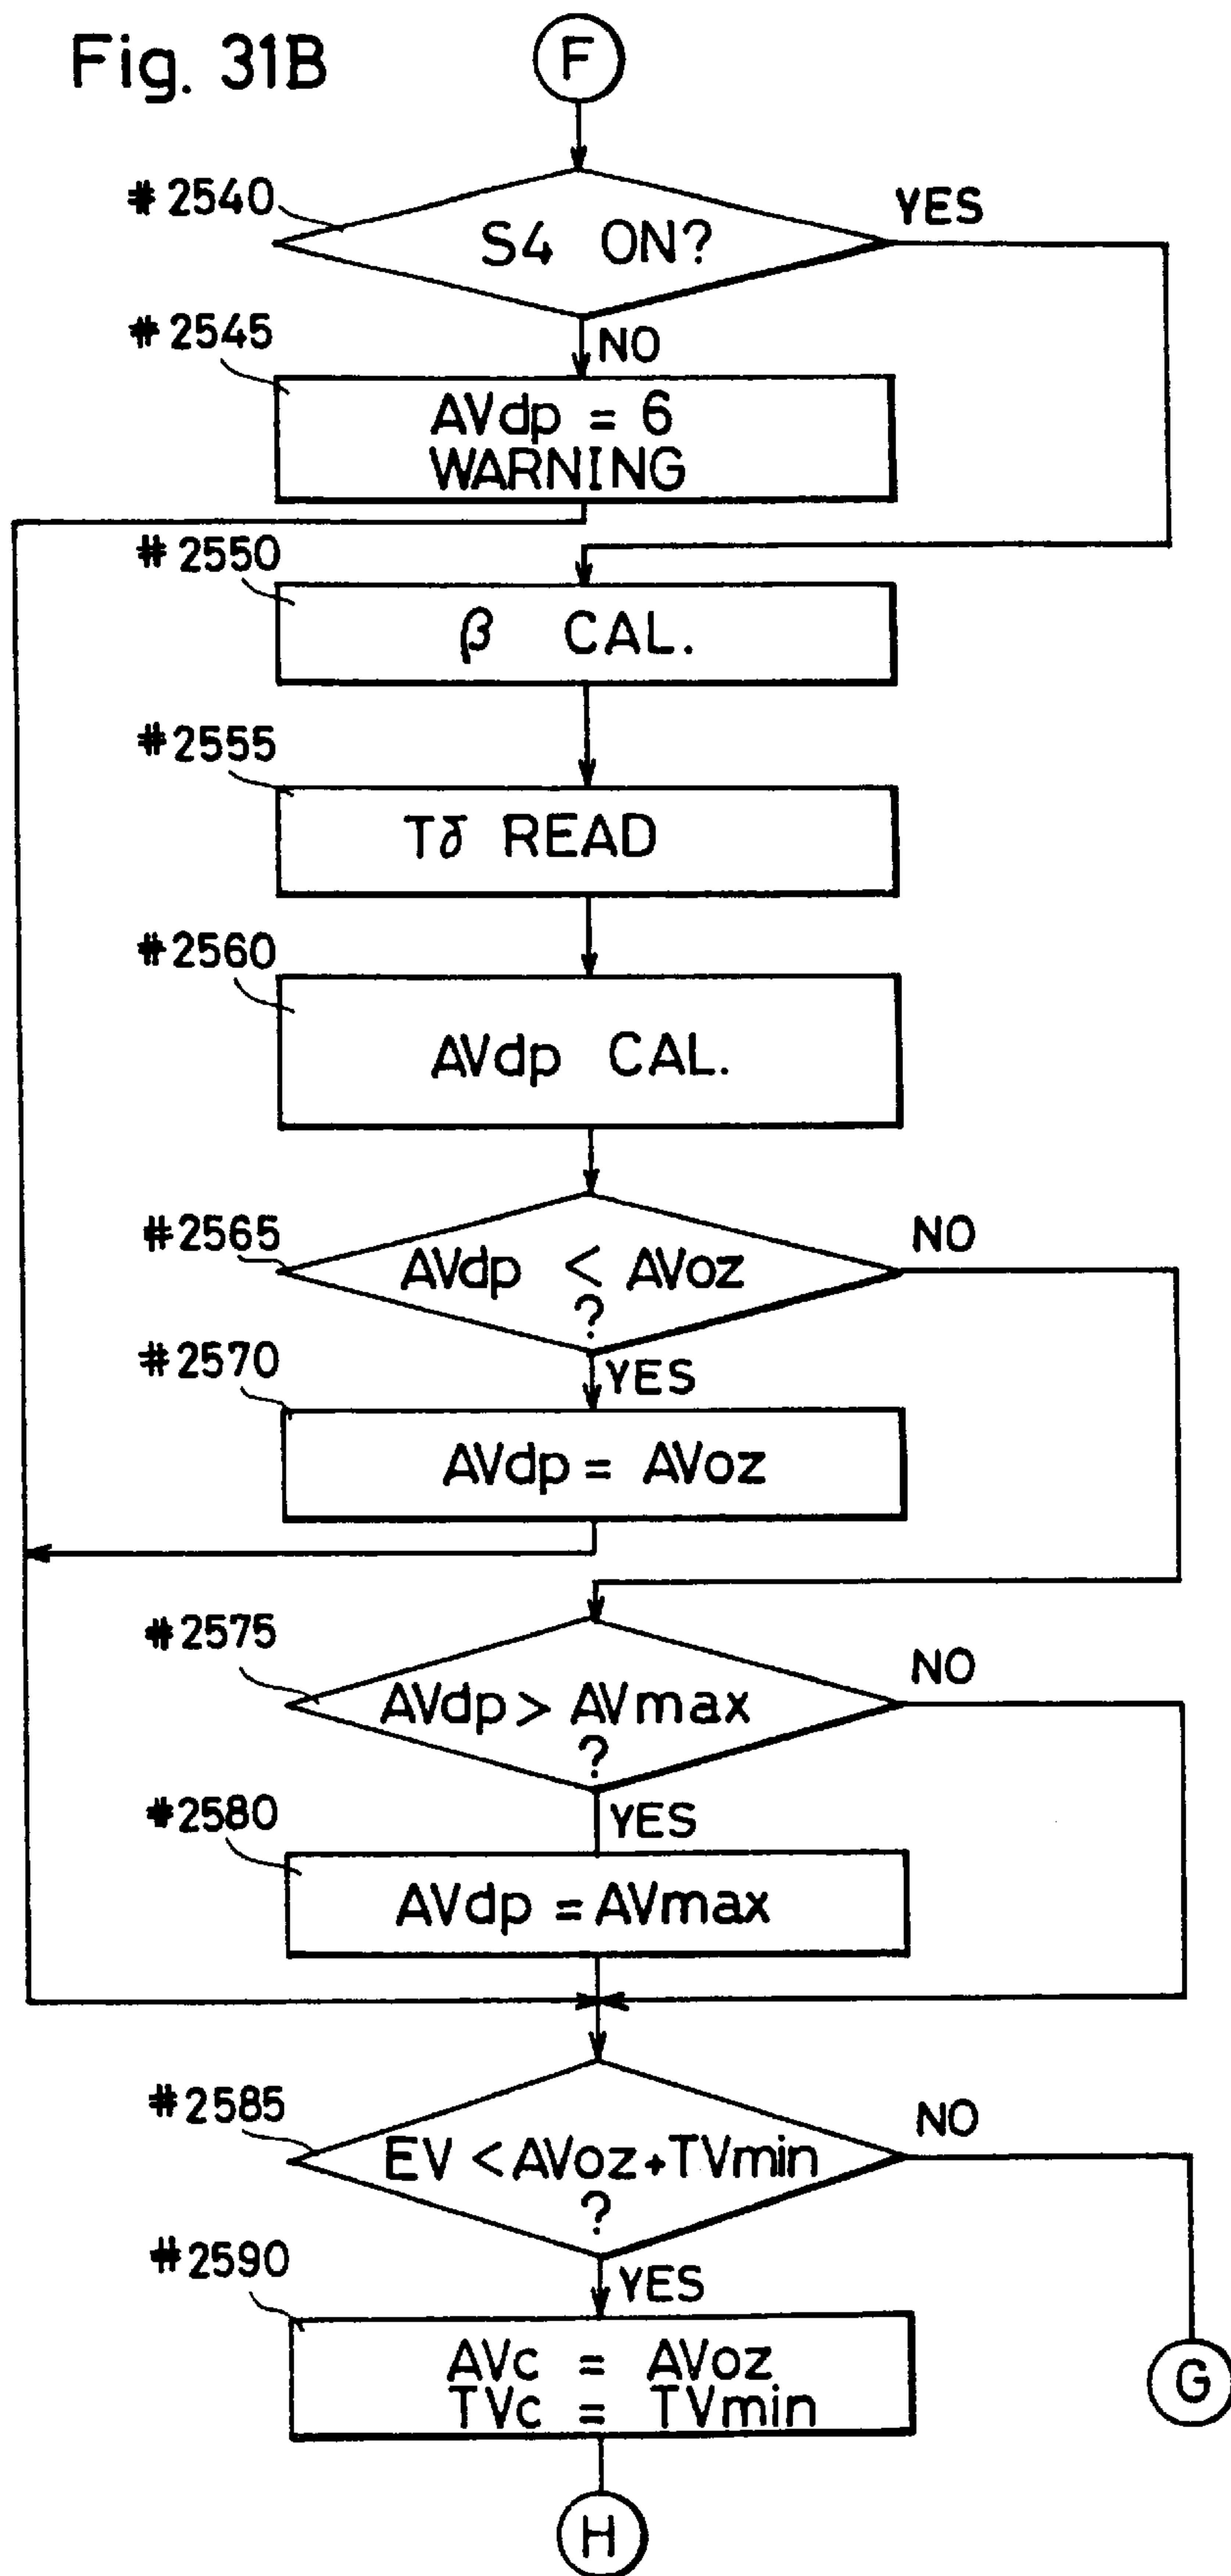 Fig. 31B
F
#2540
S4 ON?
YES
NO
#2545
AVdp = 6
WARNING
#2550
β CAL.
#2555
Tδ READ
#2560
AVdp CAL.
#2565
AVdp < AVoz
?
NO
YES
#2570
AVdp = AVoz
#2575
AVdp > AVmax
?
NO
YES
#2580
AVdp = AVmax
#2585
EV < AVoz+TVmin
?
NO
YES
#2590
AVc = AVoz
TVc = TVmin
G
H